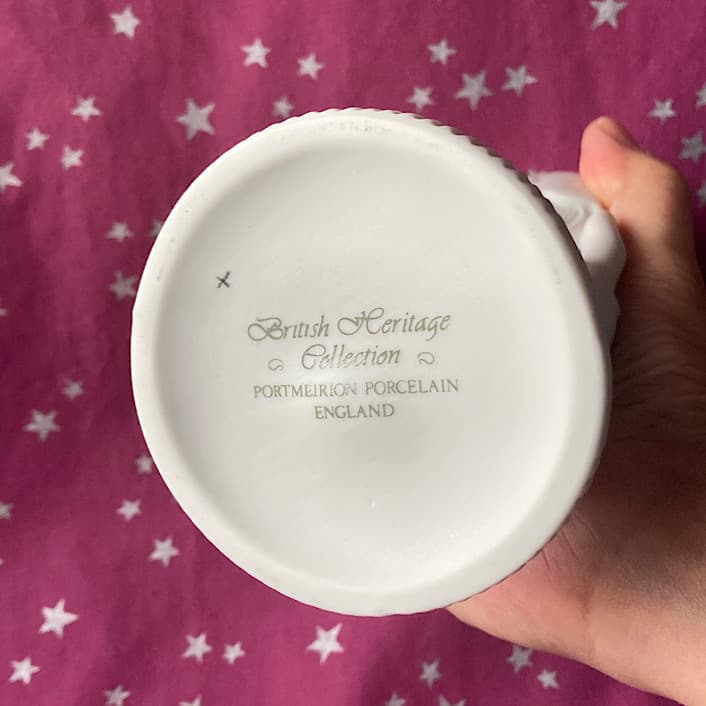 x
British Heritage
Collection
PORTMEIRION PORCELAIN
ENGLAND